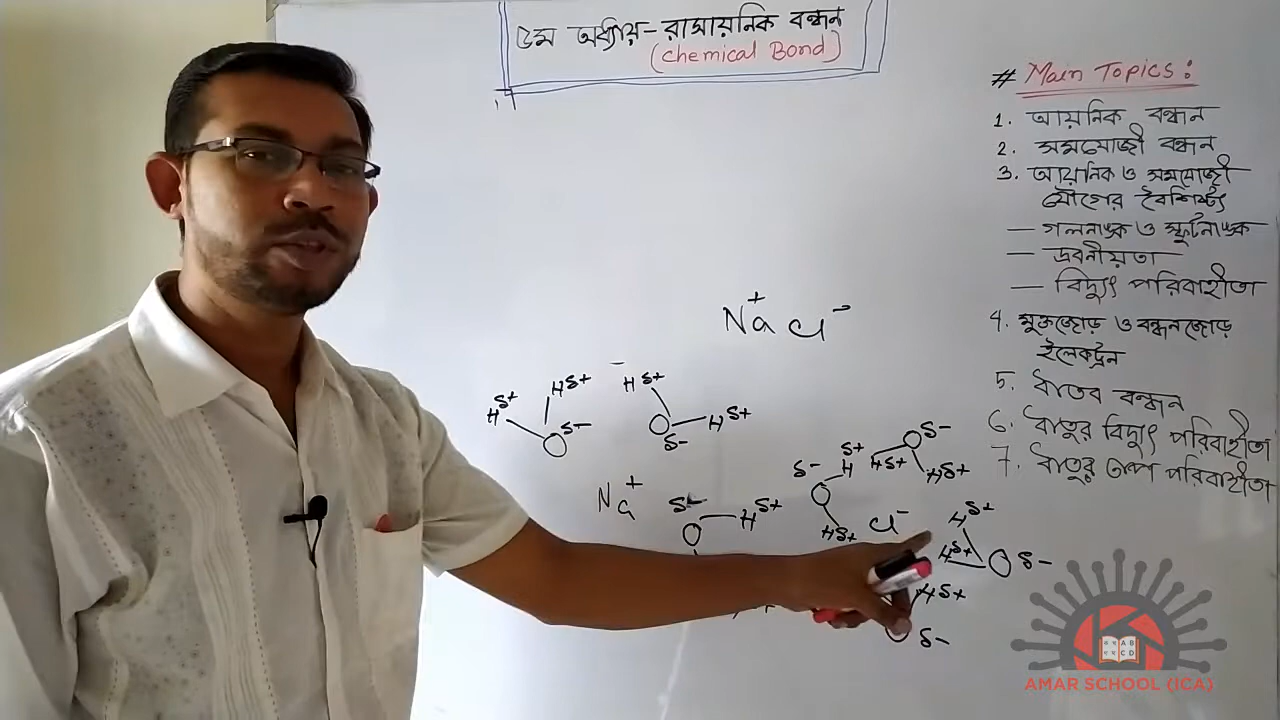 ৫ম অধ্যায় - রাসায়নিক বন্ধন
(Chemical Bond)
# Main Topics:
1. আয়নিক বন্ধন
2. সমযোজী বন্ধন
3. আয়নিক ও সমযোজী
যৌগের বৈশিষ্ট্য
— গলনাঙ্ক ও স্ফুটনাঙ্ক
— দ্রবনীয়তা
— বিদ্যুৎ পরিবাহীতা
4. মুক্তজোড় ও বন্ধনজোড়
ইলেকট্রন
5. ধাতব বন্ধন
6. ধাতুর বিদ্যুৎ পরিবাহীতা
7. ধাতুর তাপ পরিবাহীতা
Na+ Cl-
H δ+ H δ+ O δ-
H δ+ O δ- H δ+
Na+
O δ- H δ+
O δ- H δ+ H δ+
δ- O H δ+ H δ+
Cl-
H δ+ H δ+ O δ-
H δ+
δ-
AMAR SCHOOL (ICA)